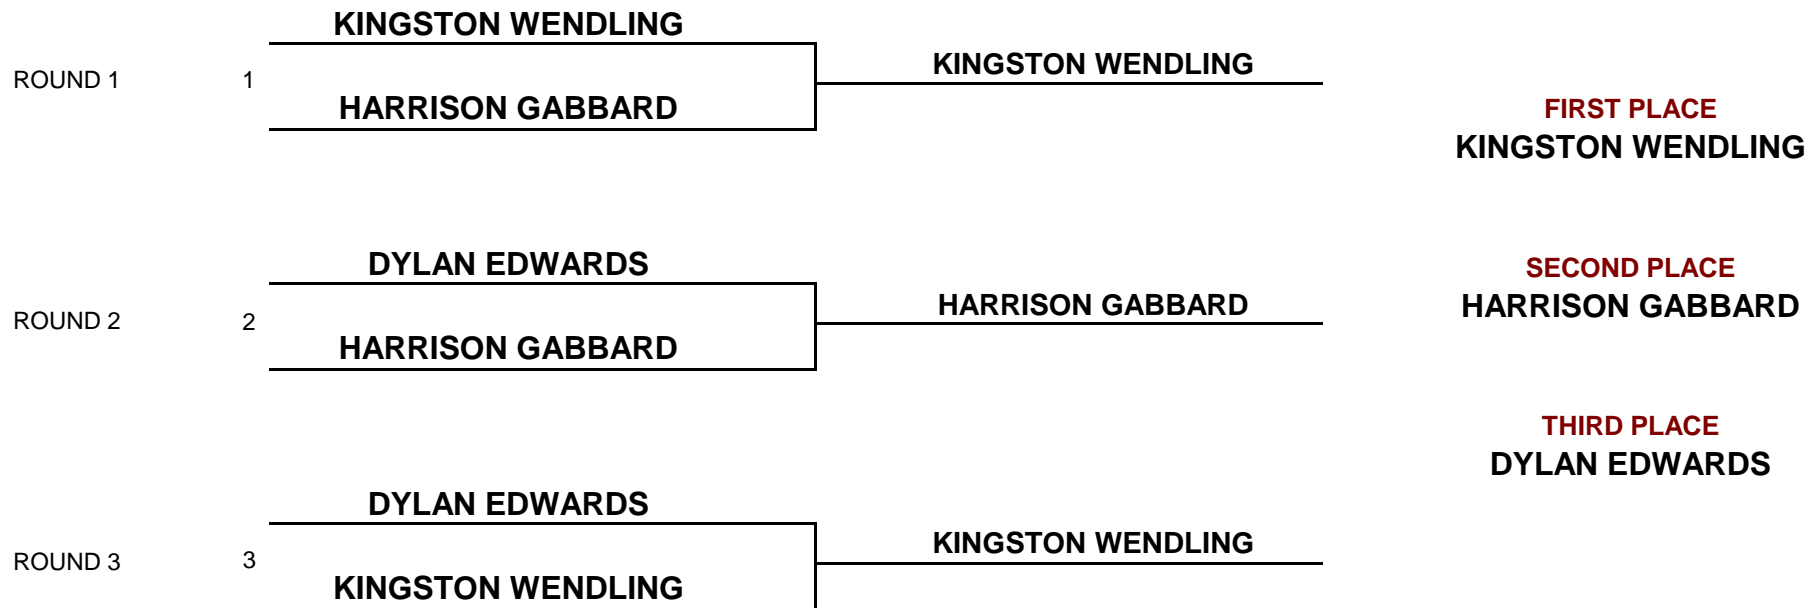 KINGSTON WENDLING
ROUND 1 1 KINGSTON WENDLING
HARRISON GABBARD
FIRST PLACE
KINGSTON WENDLING
DYLAN EDWARDS
ROUND 2 2 HARRISON GABBARD
HARRISON GABBARD
SECOND PLACE
HARRISON GABBARD
THIRD PLACE
DYLAN EDWARDS
DYLAN EDWARDS
ROUND 3 3 KINGSTON WENDLING
KINGSTON WENDLING